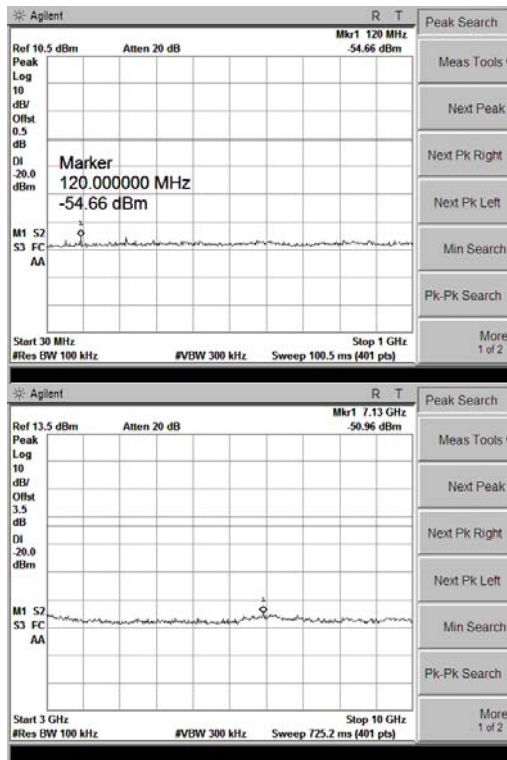 Agilent R T
Mkr1 120 MHz
Ref 10.5 dBm Atten 20 dB -54.66 dBm
Peak
Log
10
dB/
Offst
0.5
dB
DI
-20.0
dBm
Marker
120.000000 MHz
-54.66 dBm
1
M1 S2
S3 FC
AA
Start 30 MHz Stop 1 GHz
#Res BW 100 kHz #VBW 300 kHz Sweep 100.5 ms (401 pts)
Peak Search
Meas Tools
Next Peak
Next Pk Right
Next Pk Left
Min Search
Pk-Pk Search
More
1 of 2
Agilent R T
Mkr1 7.13 GHz
Ref 13.5 dBm Atten 20 dB -50.96 dBm
Peak
Log
10
dB/
Offst
3.5
dB
DI
-20.0
dBm
1
M1 S2
S3 FC
AA
Start 3 GHz Stop 10 GHz
#Res BW 100 kHz #VBW 300 kHz Sweep 725.2 ms (401 pts)
Peak Search
Meas Tools
Next Peak
Next Pk Right
Next Pk Left
Min Search
Pk-Pk Search
More
1 of 2